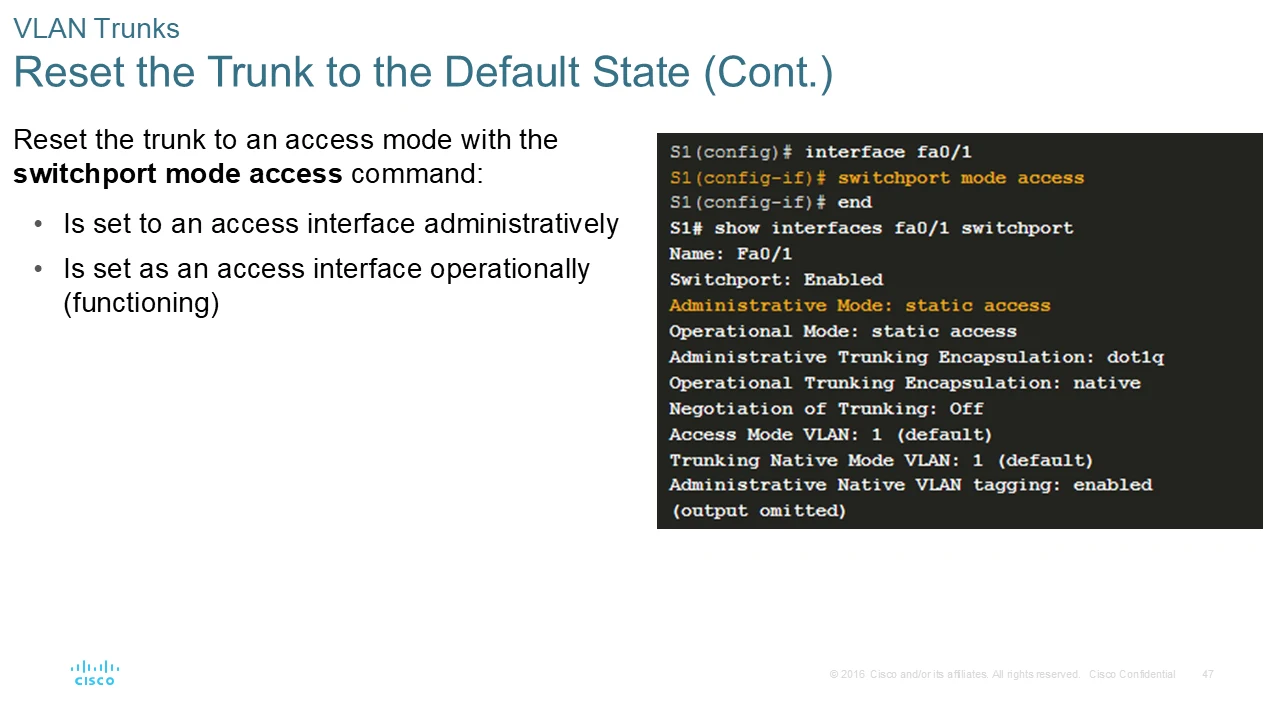 VLAN Trunks
Reset the Trunk to the Default State (Cont.)
Reset the trunk to an access mode with the
switchport mode access command:
• Is set to an access interface administratively
• Is set as an access interface operationally
(functioning)
S1(config)# interface fa0/1
S1(config-if)# switchport mode access
S1(config-if)# end
S1# show interfaces fa0/1 switchport
Name: Fa0/1
Switchport: Enabled
Administrative Mode: static access
Operational Mode: static access
Administrative Trunking Encapsulation: dot1q
Operational Trunking Encapsulation: native
Negotiation of Trunking: Off
Access Mode VLAN: 1 (default)
Trunking Native Mode VLAN: 1 (default)
Administrative Native VLAN tagging: enabled
(output omitted)
CISCO
© 2016 Cisco and/or its affiliates. All rights reserved. Cisco Confidential 47